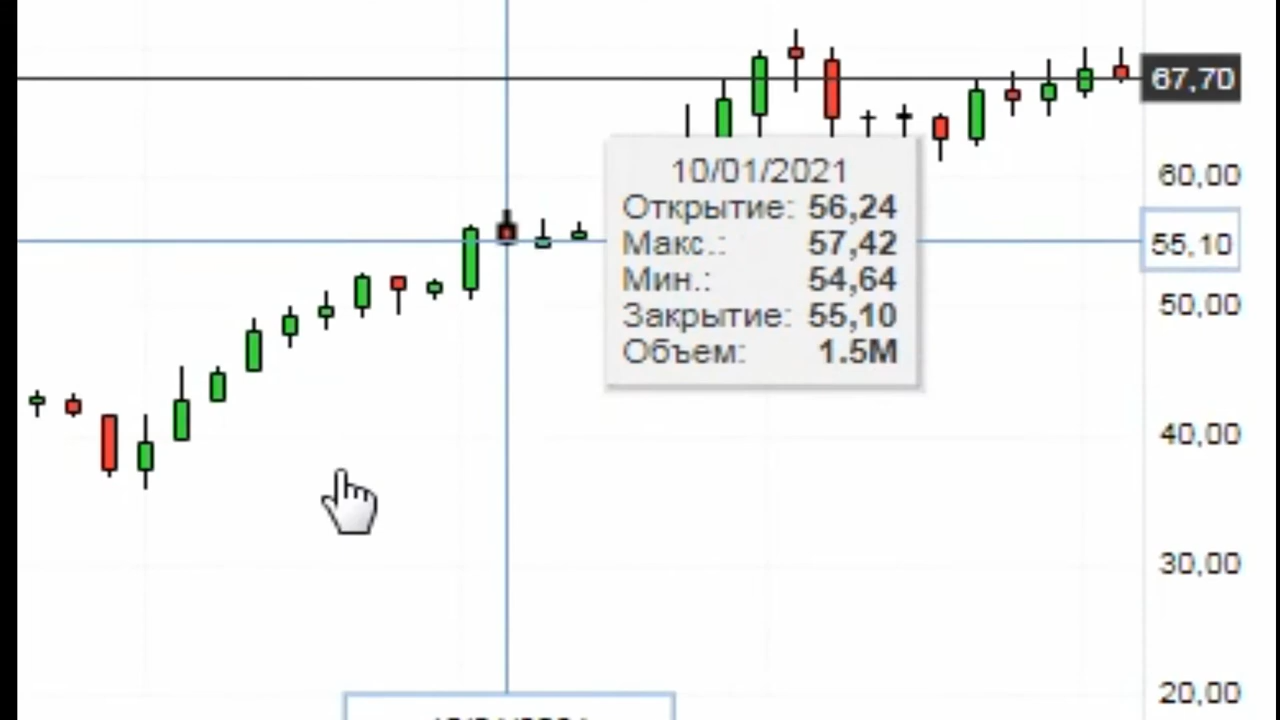 67,70
10/01/2021
Открытие: 56,24
Макс.: 57,42
Мин.: 54,64
Закрытие: 55,10
Объем: 1.5M
60,00
55,10
50,00
40,00
30,00
20,00